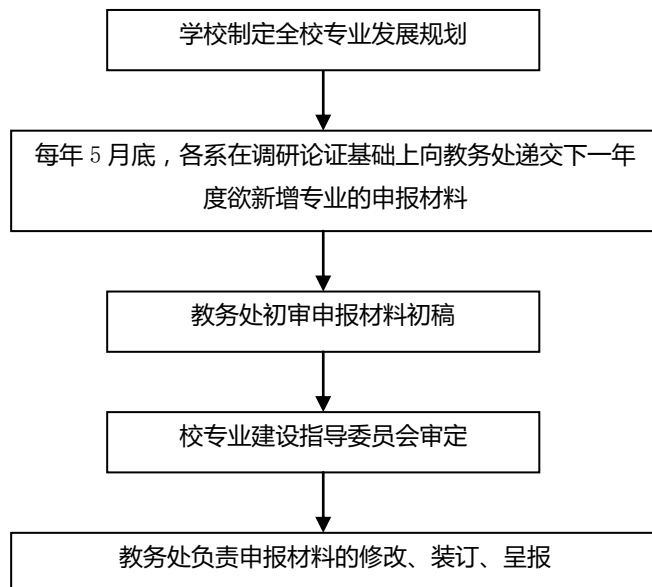 学校制定全校专业发展规划
每年 5 月底，各系在调研论证基础上向教务处递交下一年
度欲新增专业的申报材料
教务处初审申报材料初稿
校专业建设指导委员会审定
教务处负责申报材料的修改、装订、呈报